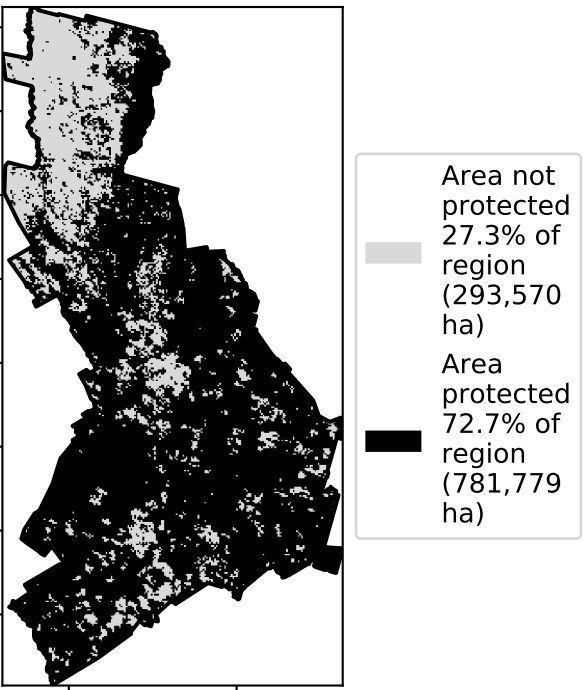 Area not
protected
27.3% of
region
(293,570
ha)
Area
protected
72.7% of
region
(781,779
ha)